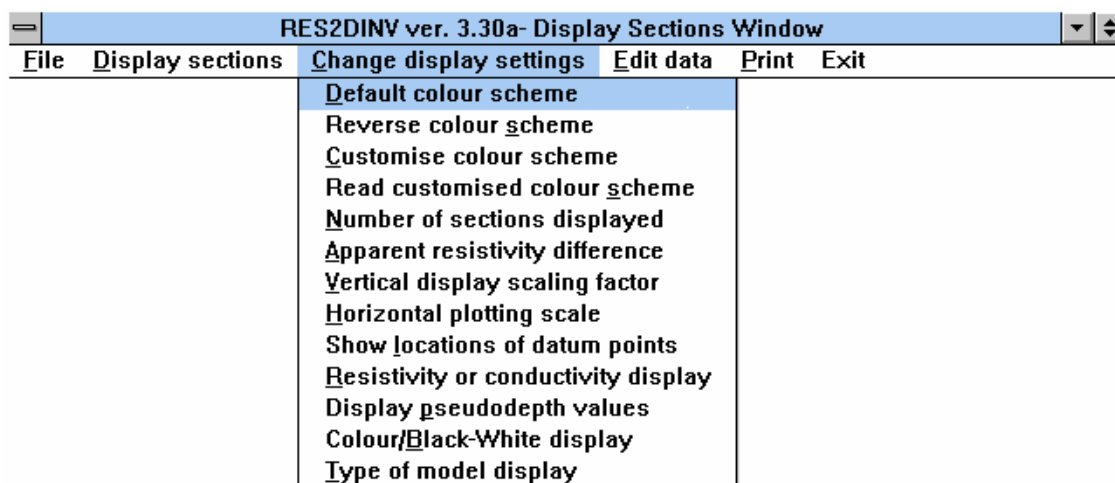 RES2DINV ver. 3.30a- Display Sections Window
File Display sections Change display settings Edit data Print Exit
Default colour scheme
Reverse colour scheme
Customise colour scheme
Read customised colour scheme
Number of sections displayed
Apparent resistivity difference
Vertical display scaling factor
Horizontal plotting scale
Show locations of datum points
Resistivity or conductivity display
Display pseudodepth values
Colour/Black-White display
Type of model display